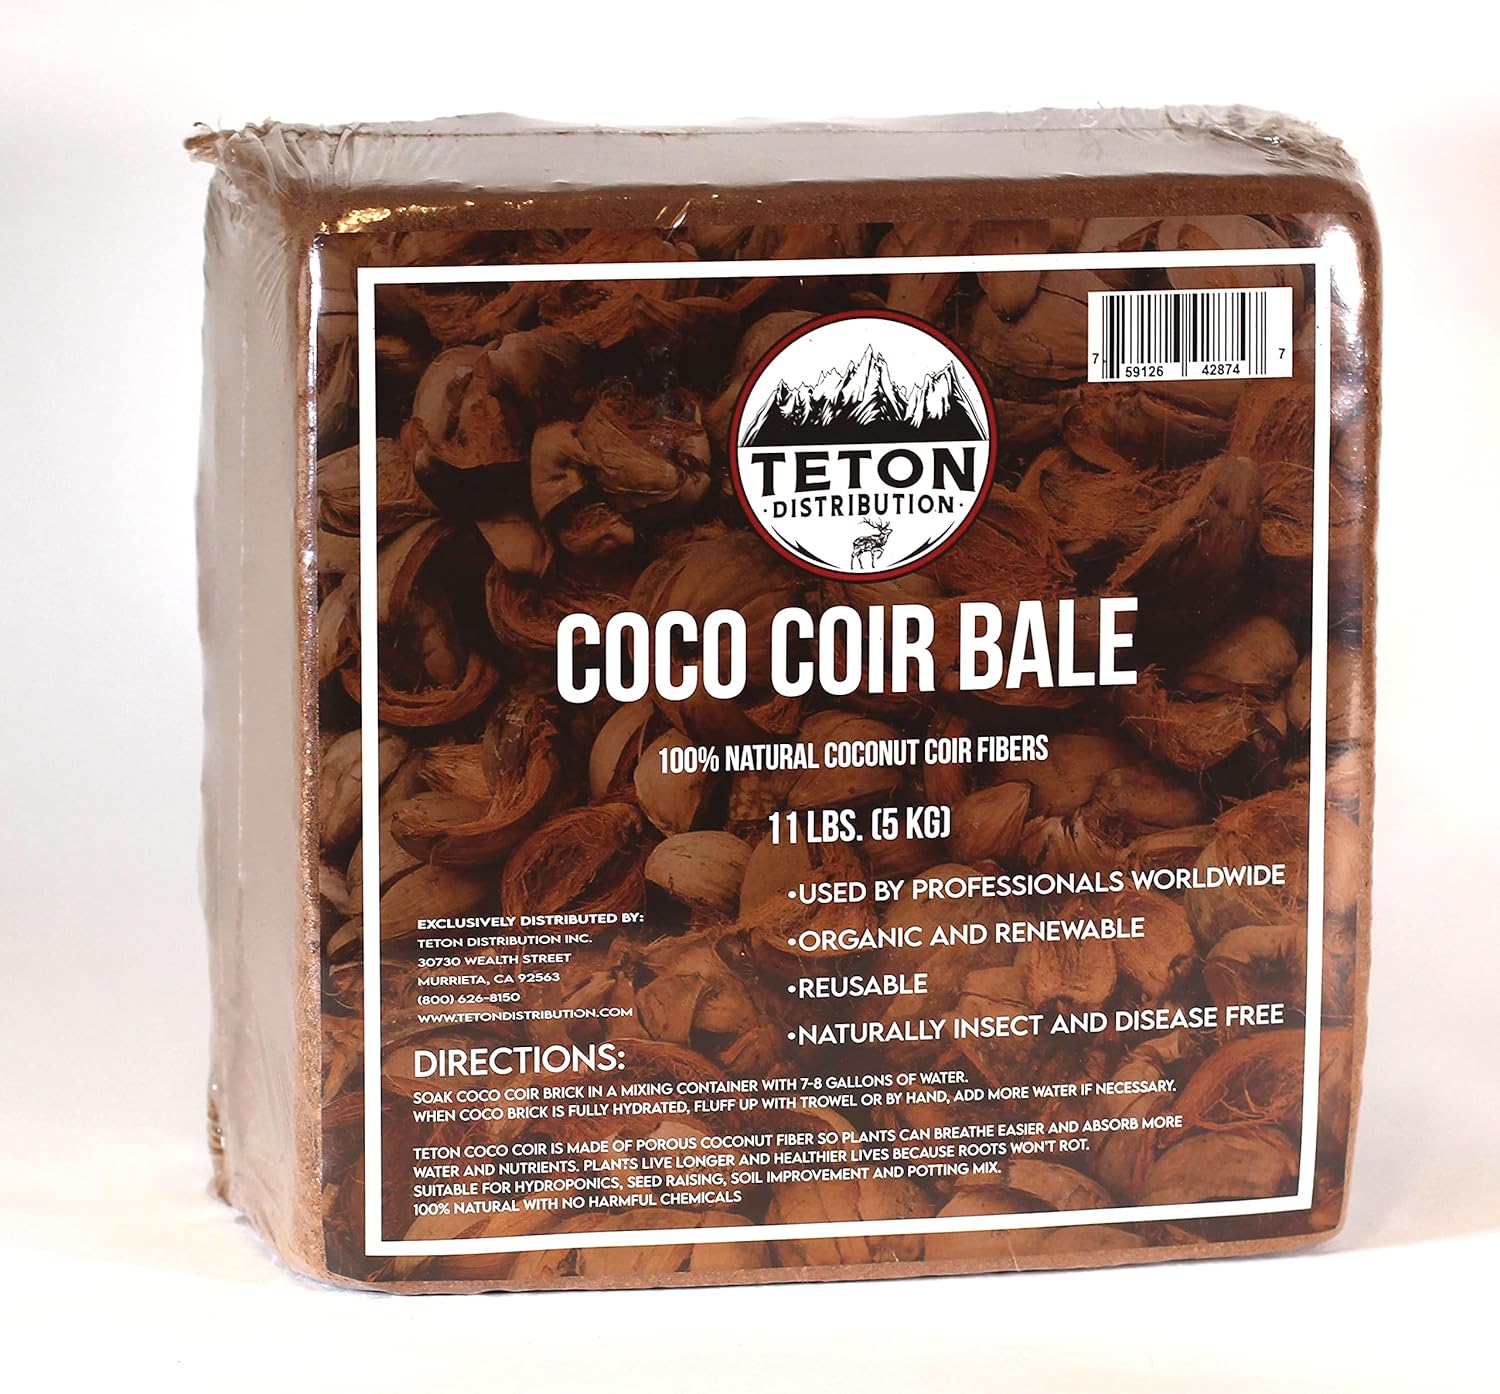 7 59126 42874 7
TETON
·DISTRIBUTION·
COCO COIR BALE
100% NATURAL COCONUT COIR FIBERS
11 LBS. (5 KG)
•USED BY PROFESSIONALS WORLDWIDE
•ORGANIC AND RENEWABLE
•REUSABLE
•NATURALLY INSECT AND DISEASE FREE
EXCLUSIVELY DISTRIBUTED BY:
TETON DISTRIBUTION INC.
30730 WEALTH STREET
MURRIETA, CA 92563
(800) 626-8150
WWW.TETONDISTRIBUTION.COM
DIRECTIONS:
SOAK COCO COIR BRICK IN A MIXING CONTAINER WITH 7-8 GALLONS OF WATER.
WHEN COCO BRICK IS FULLY HYDRATED, FLUFF UP WITH TROWEL OR BY HAND, ADD MORE WATER IF NECESSARY.
TETON COCO COIR IS MADE OF POROUS COCONUT FIBER SO PLANTS CAN BREATHE EASIER AND ABSORB MORE
WATER AND NUTRIENTS. PLANTS LIVE LONGER AND HEALTHIER LIVES BECAUSE ROOTS WON'T ROT.
SUITABLE FOR HYDROPONICS, SEED RAISING, SOIL IMPROVEMENT AND POTTING MIX.
100% NATURAL WITH NO HARMFUL CHEMICALS